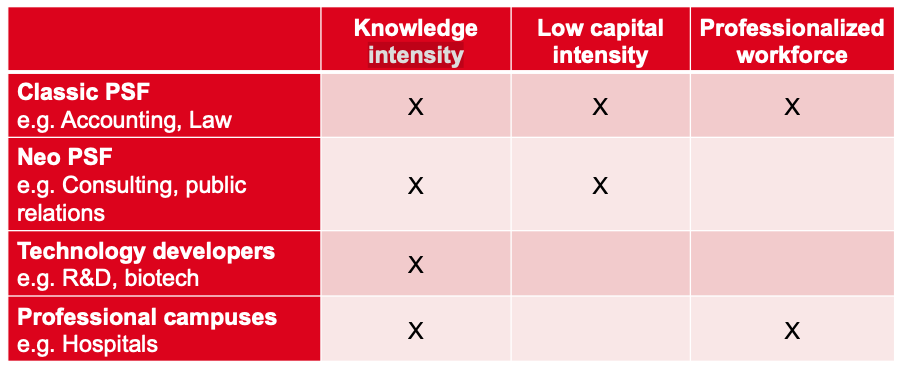 Knowledge
intensity
Low capital
intensity
Professionalized
workforce
Classic PSF
e.g. Accounting, Law
X
X
X
Neo PSF
e.g. Consulting, public
relations
X
X
Technology developers
e.g. R&D, biotech
X
Professional campuses
e.g. Hospitals
X
X